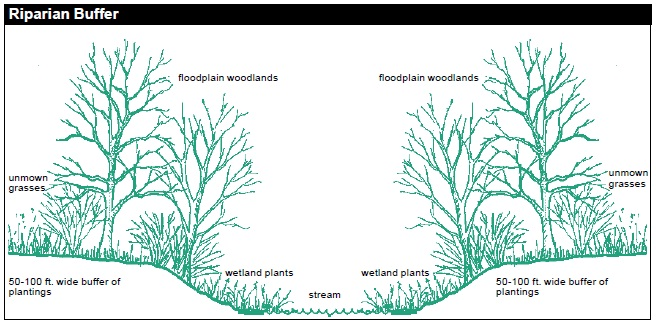 Riparian Buffer
floodplain woodlands
floodplain woodlands
unmown
grasses
unmown
grasses
wetland plants
wetland plants
50-100 ft. wide buffer of
plantings
stream
50-100 ft. wide buffer of
plantings